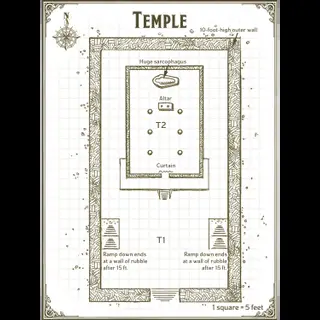 N
TEMPLE
10-foot-high outer wall
Huge sarcophagus
Altar
T2
Curtain
T1
Ramp down ends
at a wall of rubble
after 15 ft.
Ramp down ends
at a wall of rubble
after 15 ft.
1 square = 5 feet